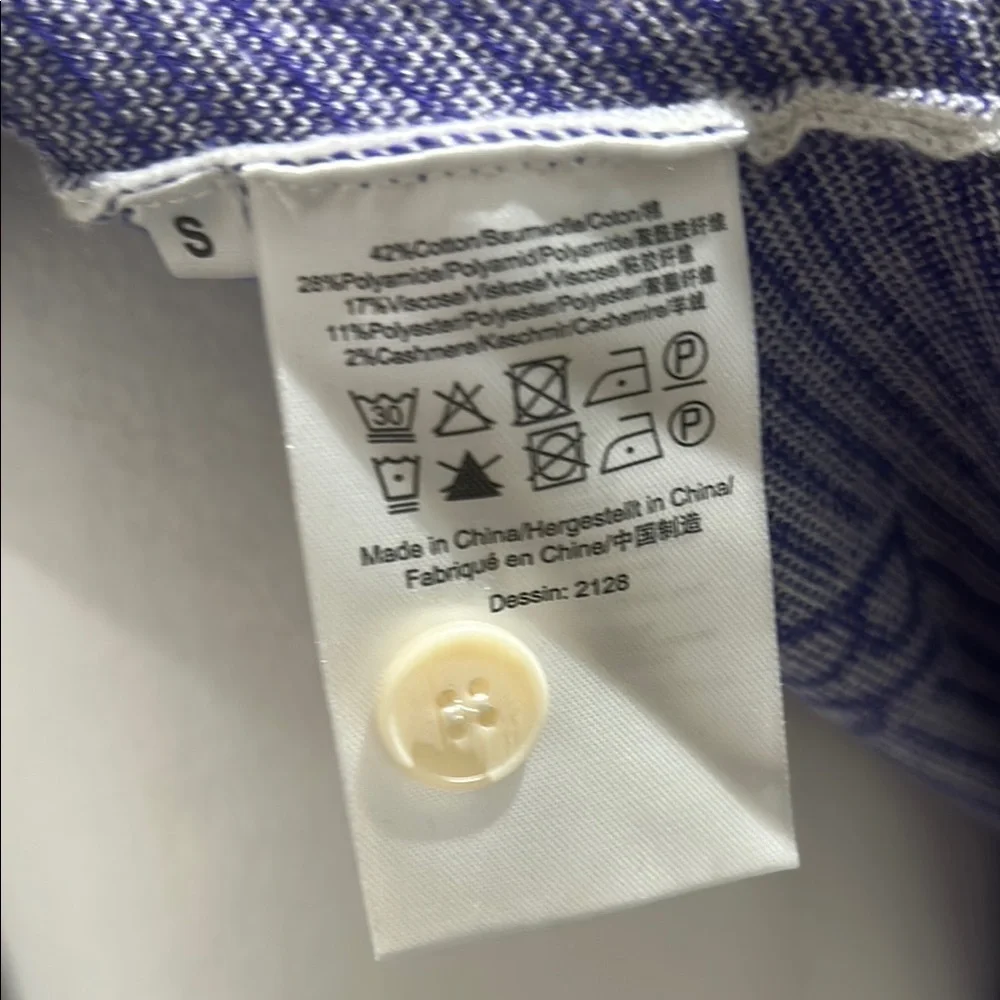 S
42%Cotton/Baumwolle/Coton/棉
28%Polyamide/Polyamid/Polyamide/聚酰胺纤维
17%Viscose/Viskose/Viscose/粘胶纤维
11%Polyester/Polyester/Polyester/聚酯纤维
2%Cashmere/Kaschmir/Cachemire/羊绒
30 P
P
Made in China/Hergestellt in China/
Fabriqué en Chine/中国制造
Dessin: 2128